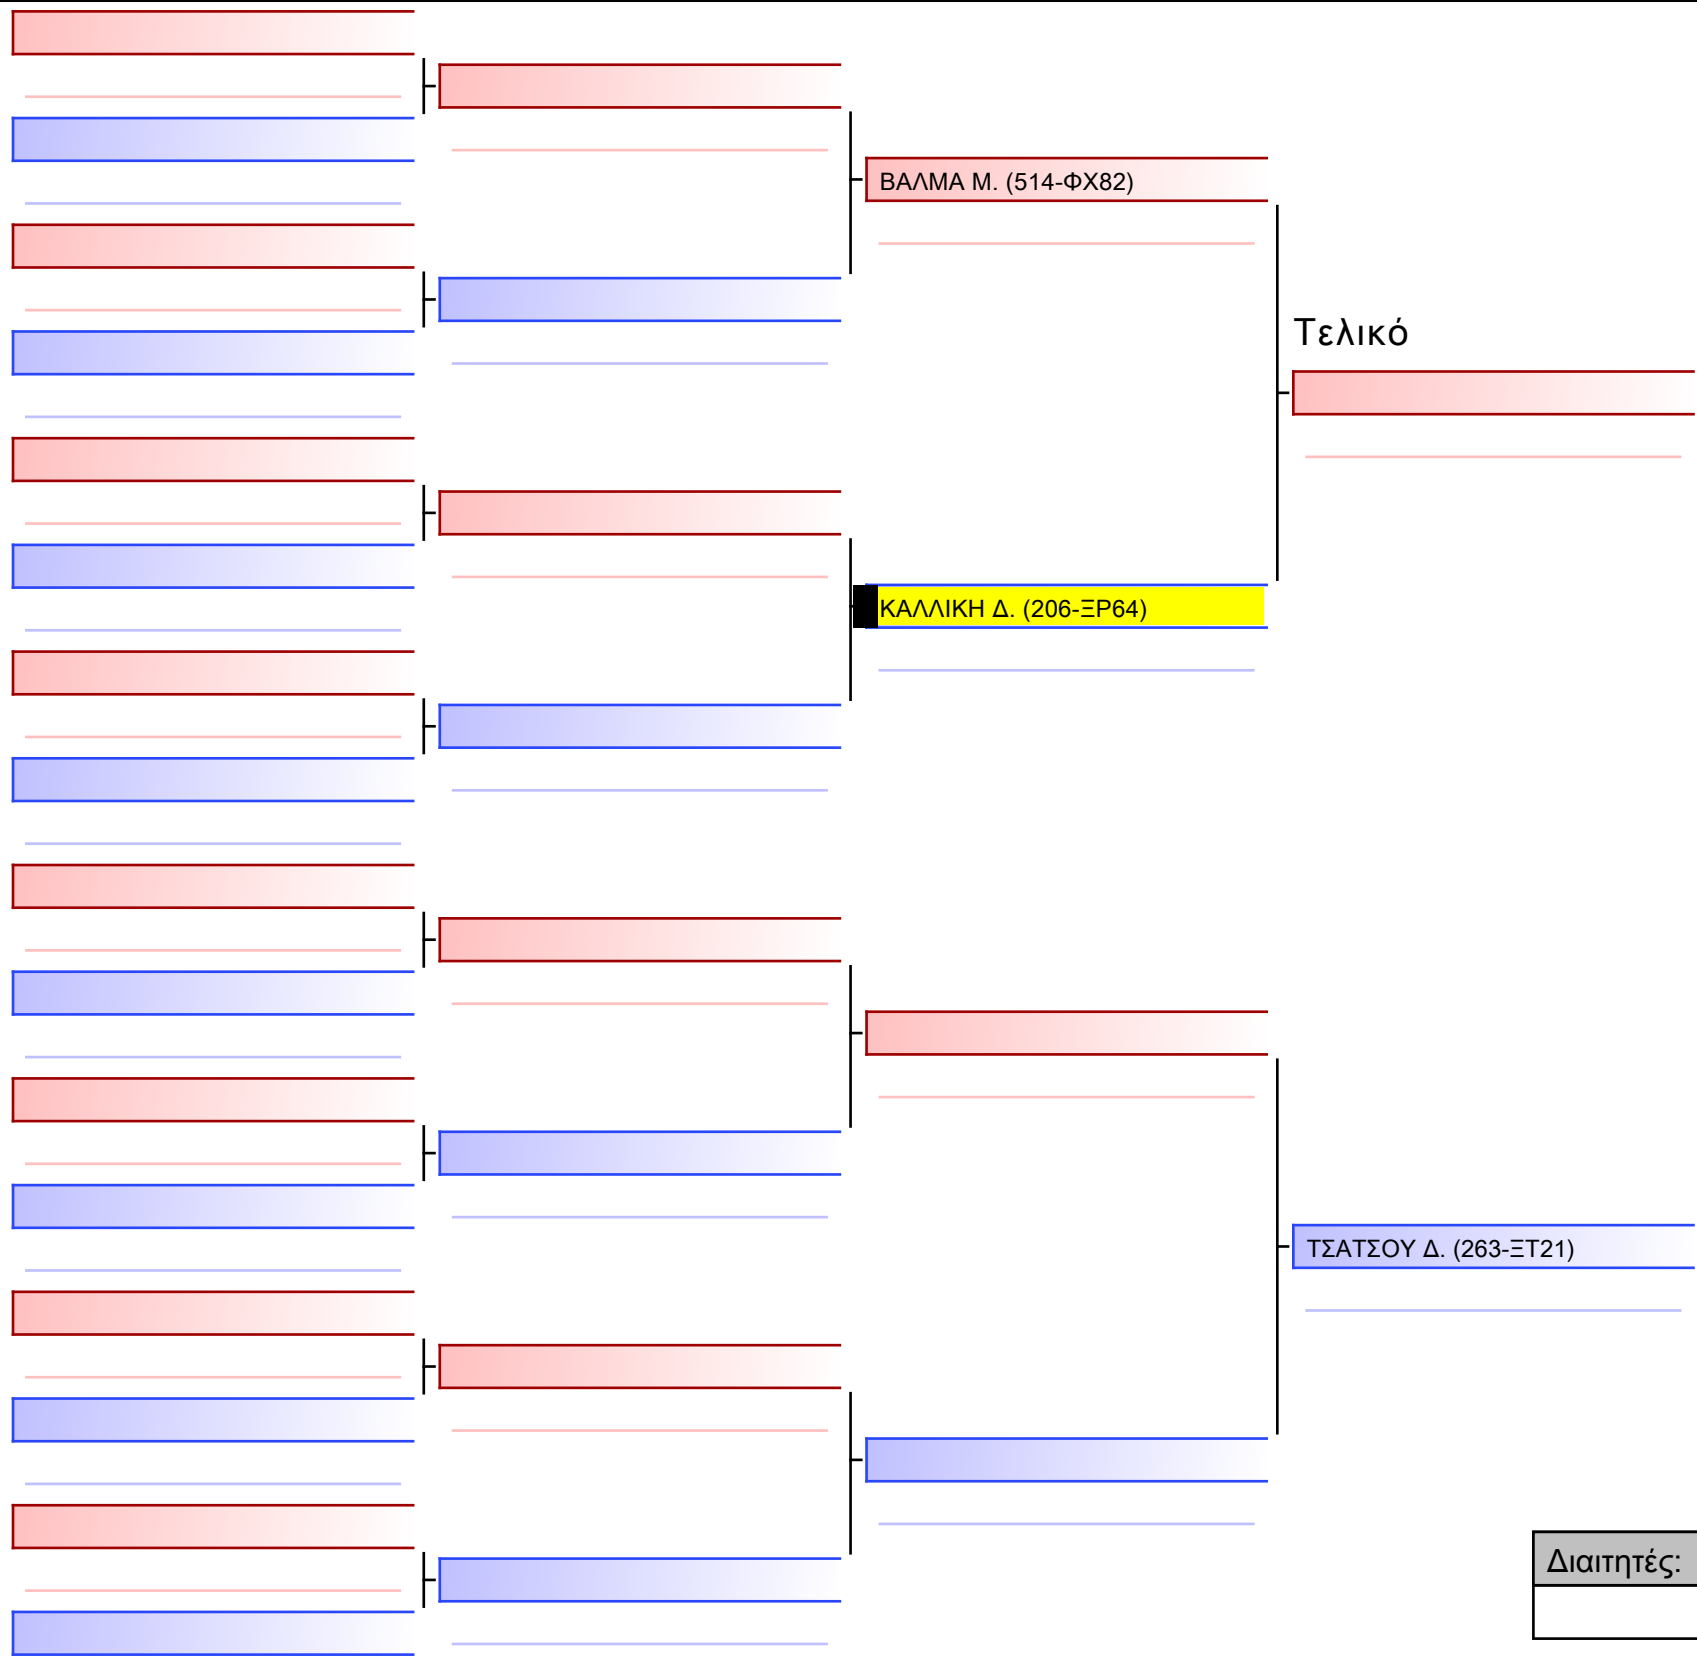 ΒΑΛΜΑ Μ. (514-ΦΧ82)
Τελικό
ΚΑΛΛΙΚΗ Δ. (206-ΞΡ64)
ΤΣΑΤΣΟΥ Δ. (263-ΞΤ21)
Διαιτητές: